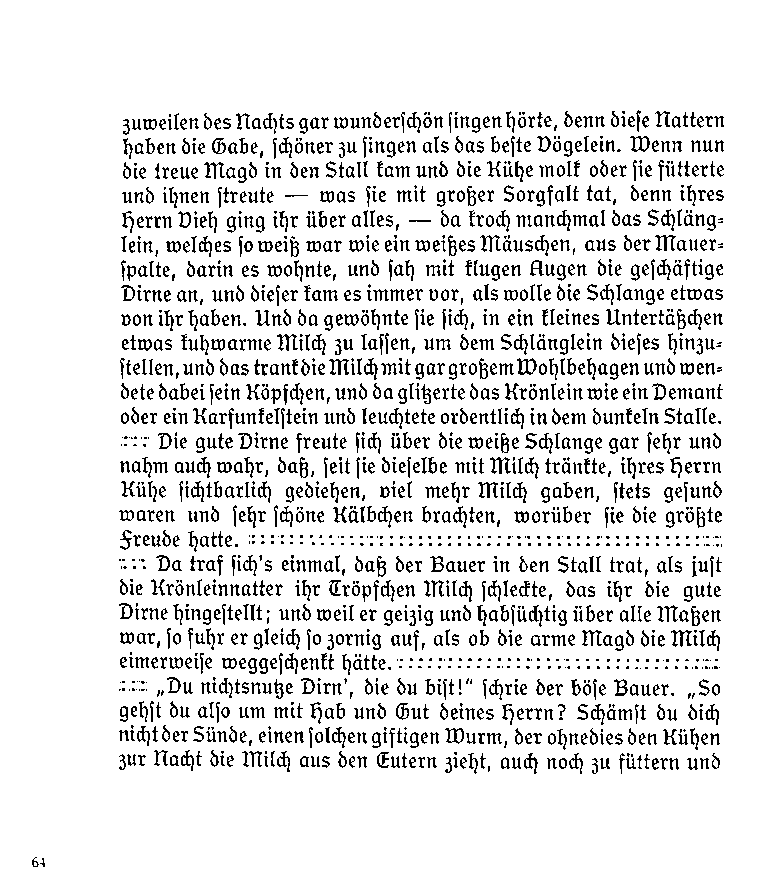 zuweilen des Nachts gar wunderschön singen hörte, denn diese Nattern
haben die Gabe, schöner zu singen als das beste Vögelein. Wenn nun
die treue Magd in den Stall kam und die Kühe molk oder sie fütterte
und ihnen streute — was sie mit großer Sorgfalt tat, denn ihres
Herrn Vieh ging ihr über alles, — da kroch manchmal das Schläng-
lein, welches so weiß war wie ein weißes Mäuschen, aus der Mauer-
spalte, darin es wohnte, und sah mit klugen Augen die geschäftige
Dirne an, und dieser kam es immer vor, als wolle die Schlange etwas
von ihr haben. Und da gewöhnte sie sich, in ein kleines Untertäßchen
etwas kuhwarme Milch zu lassen, um dem Schlänglein dieses hinzu-
stellen, und das trank die Milch mit gar großem Wohlbehagen und wen-
dete dabei sein Köpfchen, und da glitzerte das Krönlein wie ein Demant
oder ein Karfunkelstein und leuchtete ordentlich in dem dunkeln Stalle.
Die gute Dirne freute sich über die weiße Schlange gar sehr und
nahm auch wahr, daß, seit sie dieselbe mit Milch tränkte, ihres Herrn
Kühe sichtbarlich gediehen, viel mehr Milch gaben, stets gesund
waren und sehr schöne Kälbchen brachten, worüber sie die größte
Freude hatte.
Da traf sich's einmal, daß der Bauer in den Stall trat, als just
die Krönleinnatter ihr Tröpfchen Milch schleckte, das ihr die gute
Dirne hingestellt; und weil er geizig und habsüchtig über alle Maßen
war, so fuhr er gleich so zornig auf, als ob die arme Magd die Milch
eimerweise weggeschenkt hätte.
„Du nichtsnutze Dirn', die du bist!“ schrie der böse Bauer. „So
gehst du also um mit Hab und Gut deines Herrn? Schämst du dich
nicht der Sünde, einen solchen giftigen Wurm, der ohnedies den Kühen
zur Nacht die Milch aus den Eutern zieht, auch noch zu füttern und
64